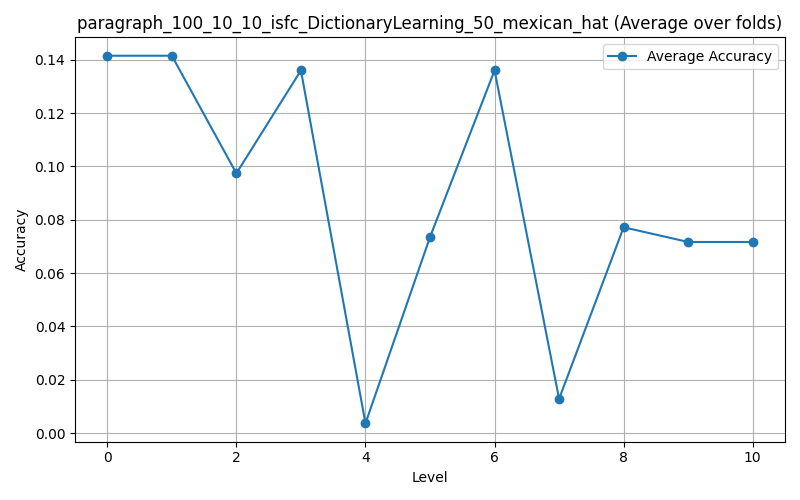 paragraph_100_10_10_isfc_DictionaryLearning_50_mexican_hat (Average over folds)
Average Accuracy
0.14
0.12
0.10
0.08
0.06
0.04
0.02
0.00
Accuracy
0 2 4 6 8 10
Level